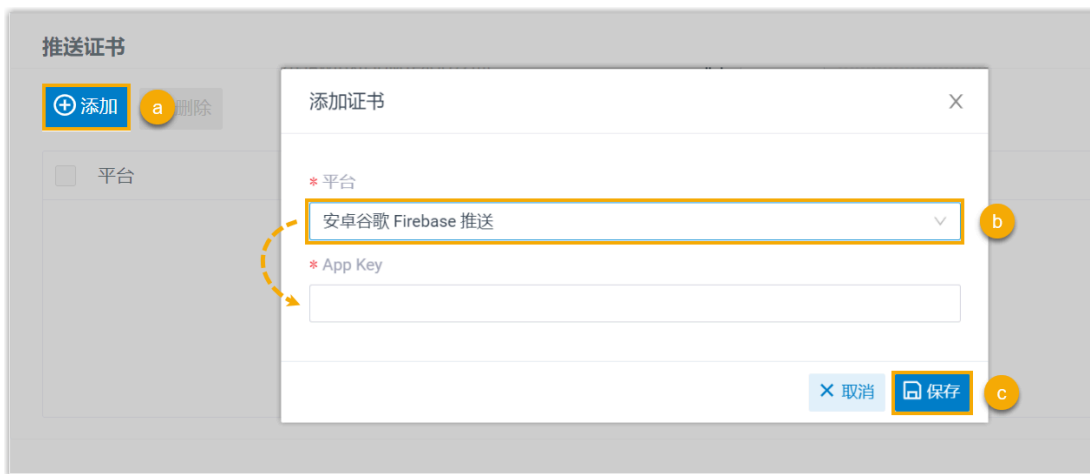 推送证书
添加
a
删除
平台
添加证书
* 平台
安卓谷歌 Firebase 推送
b
* App Key
取消
保存
c